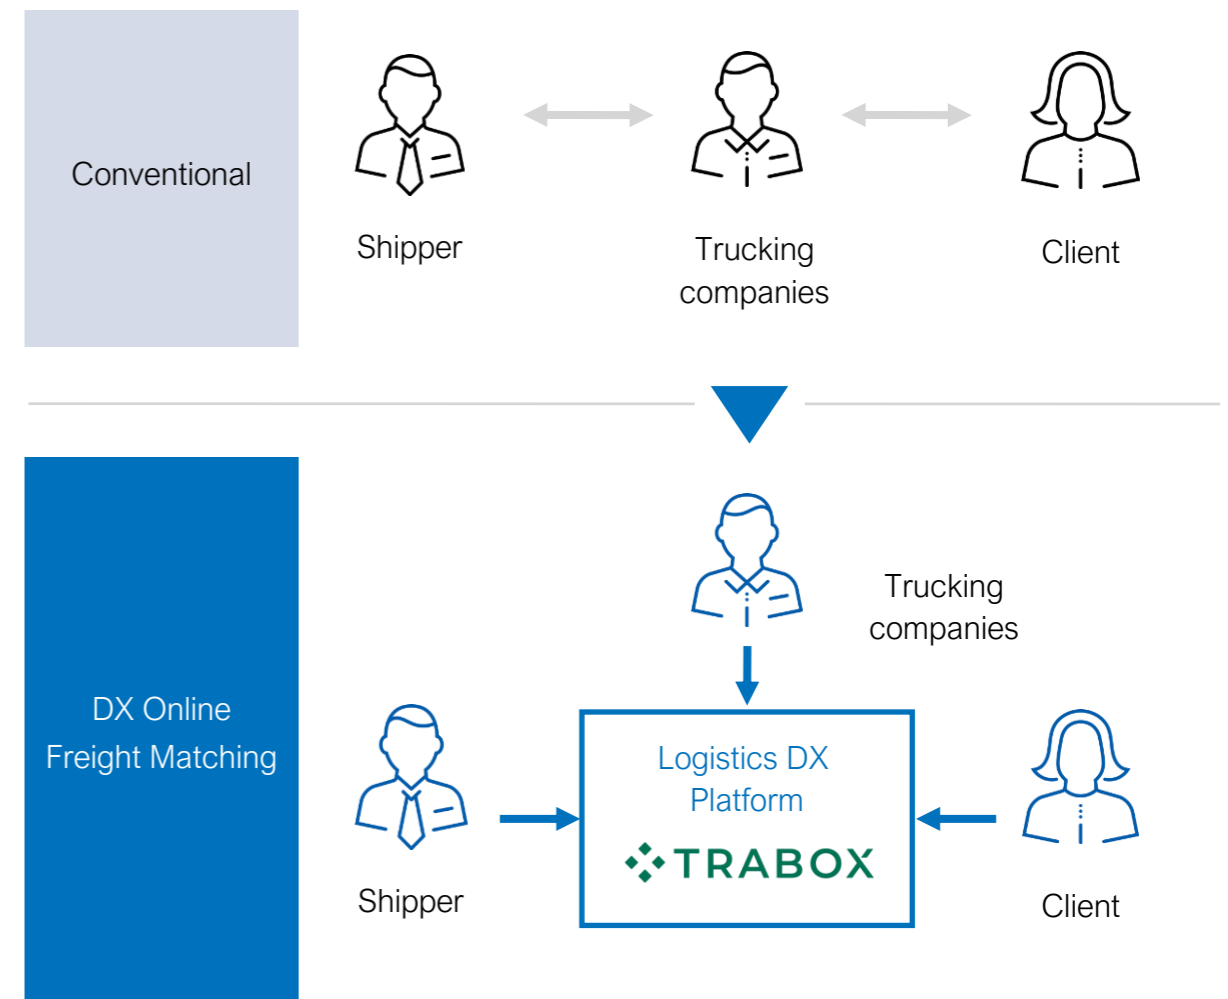 Conventional
Shipper
Trucking
companies
Client
Trucking
companies
DX Online
Freight Matching
Logistics DX
Platform
TRABOX
Shipper
Client